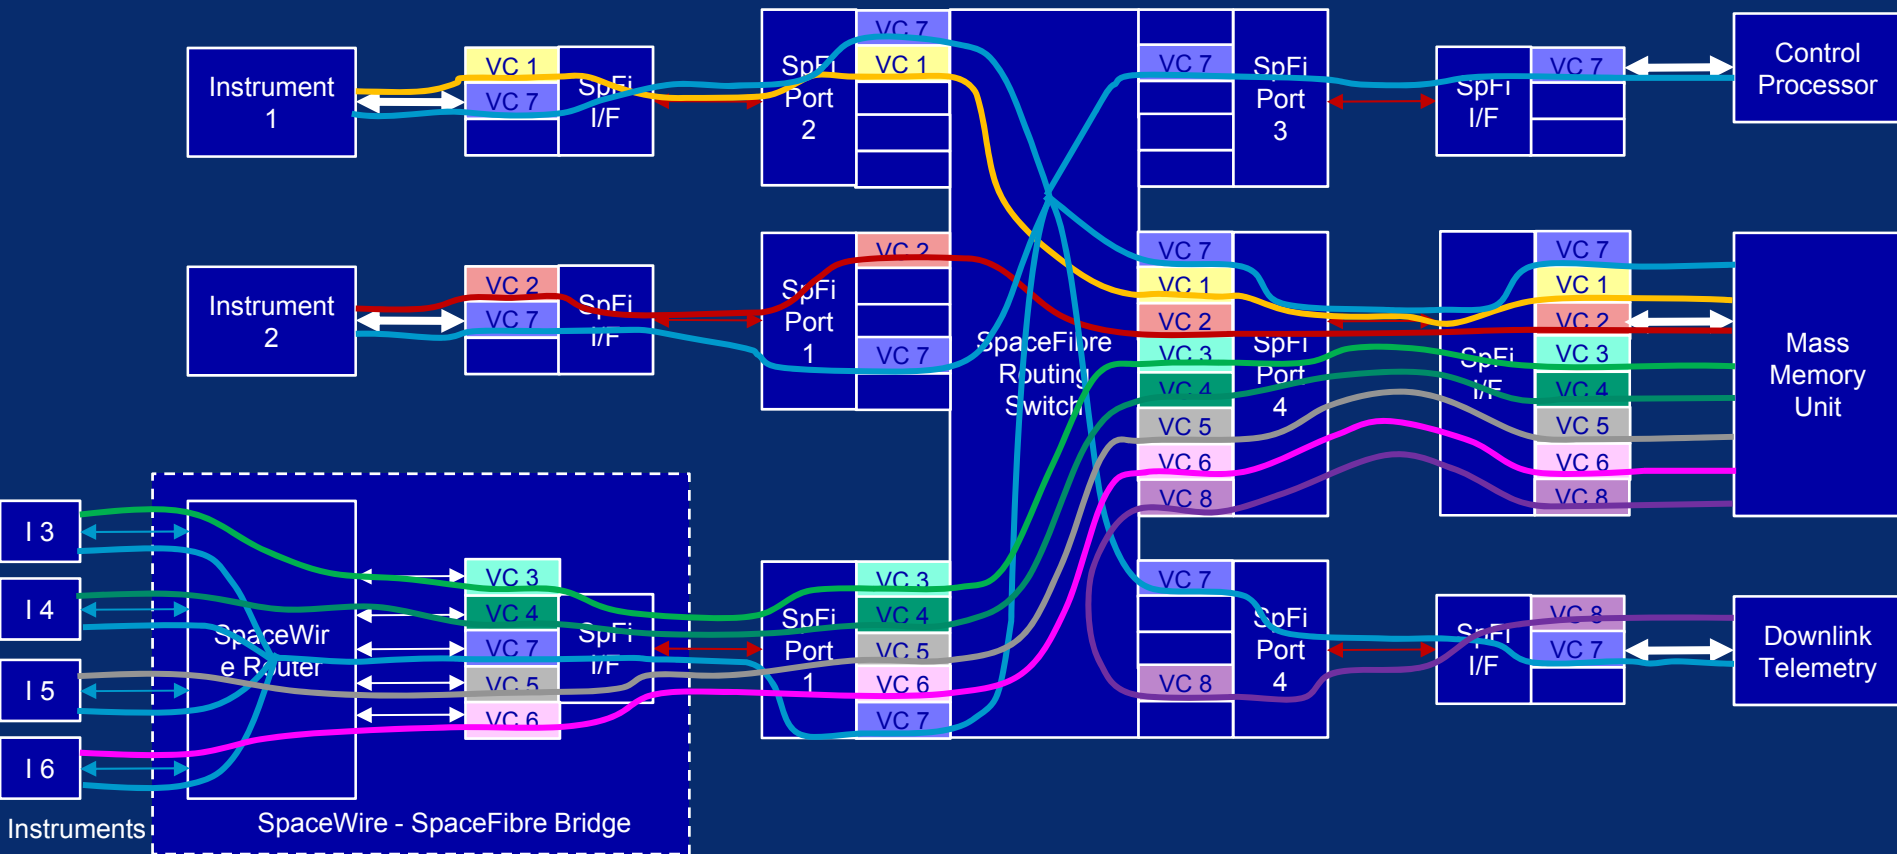 Instrument
1
VC 1
VC 7
SpFi
I/F
SpFi
Port
2
VC 7
VC 1
VC 7
SpFi
Port
3
SpFi
I/F
VC 7
Control
Processor
Instrument
2
VC 2
VC 7
SpFi
I/F
SpFi
Port
1
VC 2
VC 7
SpaceFibre
Routing
Switch
VC 7
VC 1
VC 2
VC 3
VC 4
VC 5
VC 6
VC 8
SpFi
Port
4
SpFi
I/F
VC 7
VC 1
VC 2
VC 3
VC 4
VC 5
VC 6
VC 8
Mass
Memory
Unit
I 3
I 4
I 5
I 6
Instruments
SpaceWir
e Router
VC 3
VC 4
VC 7
VC 5
VC 6
SpFi
I/F
SpaceWire - SpaceFibre Bridge
SpFi
Port
1
VC 3
VC 4
VC 5
VC 6
VC 7
VC 7
VC 8
SpFi
Port
4
SpFi
I/F
VC 8
VC 7
Downlink
Telemetry